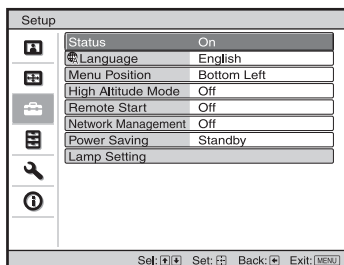 Setup
Status On
Language English
Menu Position Bottom Left
High Altitude Mode Off
Remote Start Off
Network Management Off
Power Saving Standby
Lamp Setting
Sel: Set: Back: Exit: MENU